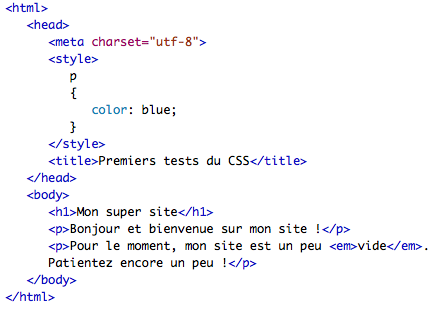 <html>
<head>
<meta charset="utf-8">
<style>
p
{
color: blue;
}
</style>
<title>Premiers tests du CSS</title>
</head>
<body>
<h1>Mon super site</h1>
<p>Bonjour et bienvenue sur mon site !</p>
<p>Pour le moment, mon site est un peu <em>vide</em>.
Patientez encore un peu !</p>
</body>
</html>